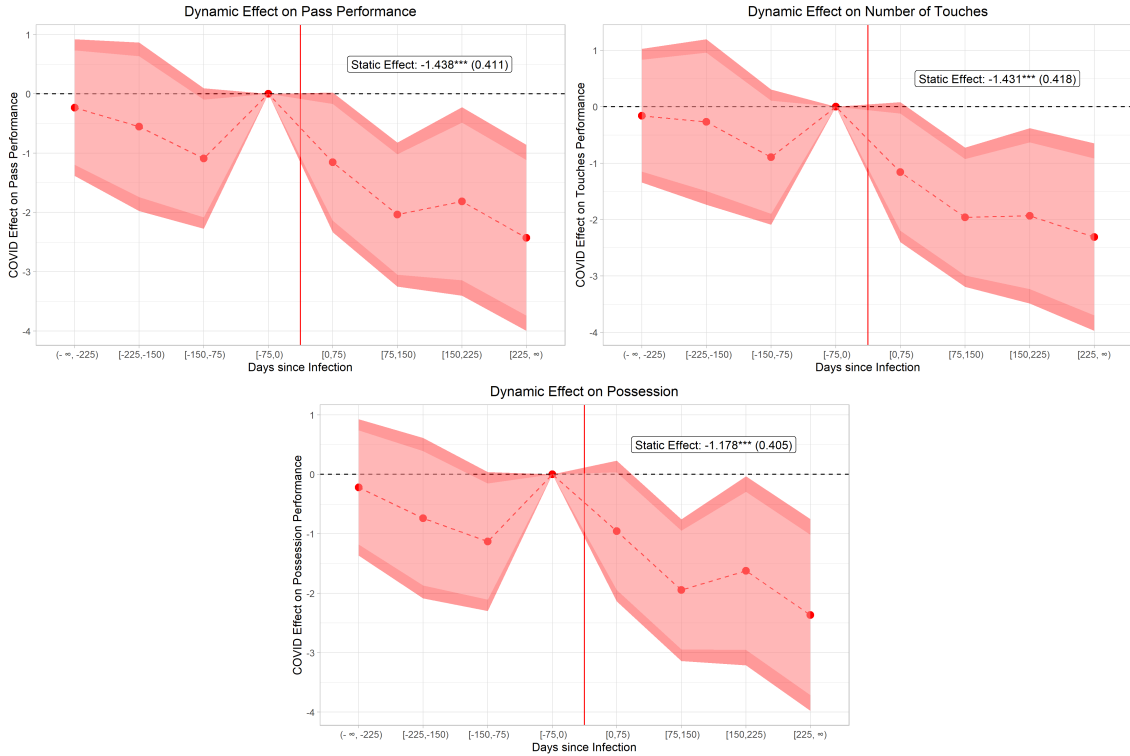 Dynamic Effect on Pass Performance
COVID Effect on Pass Performance
1
0
-1
-2
-3
-4
Static Effect: -1.438*** (0.411)
(- ∞, -225)
[-225,-150)
[-150,-75)
[-75,0)
[0,75)
[75,150)
[150,225)
[225, ∞)
Days since Infection
Dynamic Effect on Number of Touches
COVID Effect on Touches Performance
1
0
-1
-2
-3
-4
Static Effect: -1.431*** (0.418)
(- ∞, -225)
[-225,-150)
[-150,-75)
[-75,0)
[0,75)
[75,150)
[150,225)
[225, ∞)
Days since Infection
Dynamic Effect on Possession
COVID Effect on Possession Performance
1
0
-1
-2
-3
-4
Static Effect: -1.178*** (0.405)
(- ∞, -225)
[-225,-150)
[-150,-75)
[-75,0)
[0,75)
[75,150)
[150,225)
[225, ∞)
Days since Infection